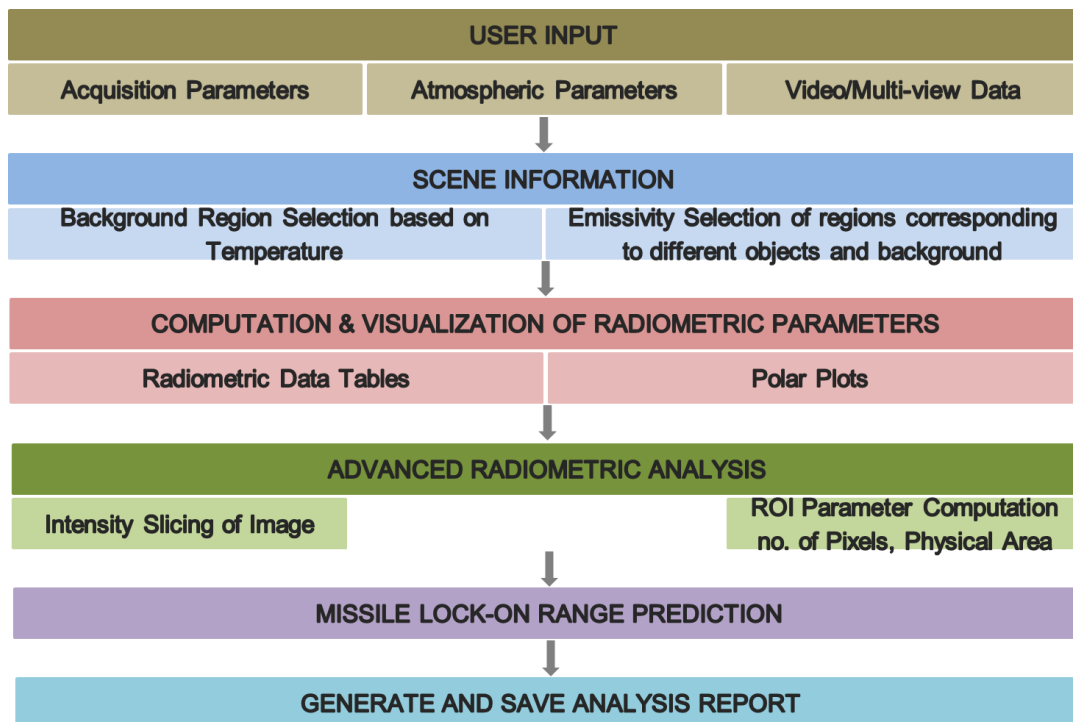 USER INPUT
Acquisition Parameters
Atmospheric Parameters
Video/Multi-view Data
SCENE INFORMATION
Background Region Selection based on
Temperature
Emissivity Selection of regions corresponding
to different objects and background
COMPUTATION & VISUALIZATION OF RADIOMETRIC PARAMETERS
Radiometric Data Tables
Polar Plots
ADVANCED RADIOMETRIC ANALYSIS
Intensity Slicing of Image
ROI Parameter Computation
no. of Pixels, Physical Area
MISSILE LOCK-ON RANGE PREDICTION
GENERATE AND SAVE ANALYSIS REPORT